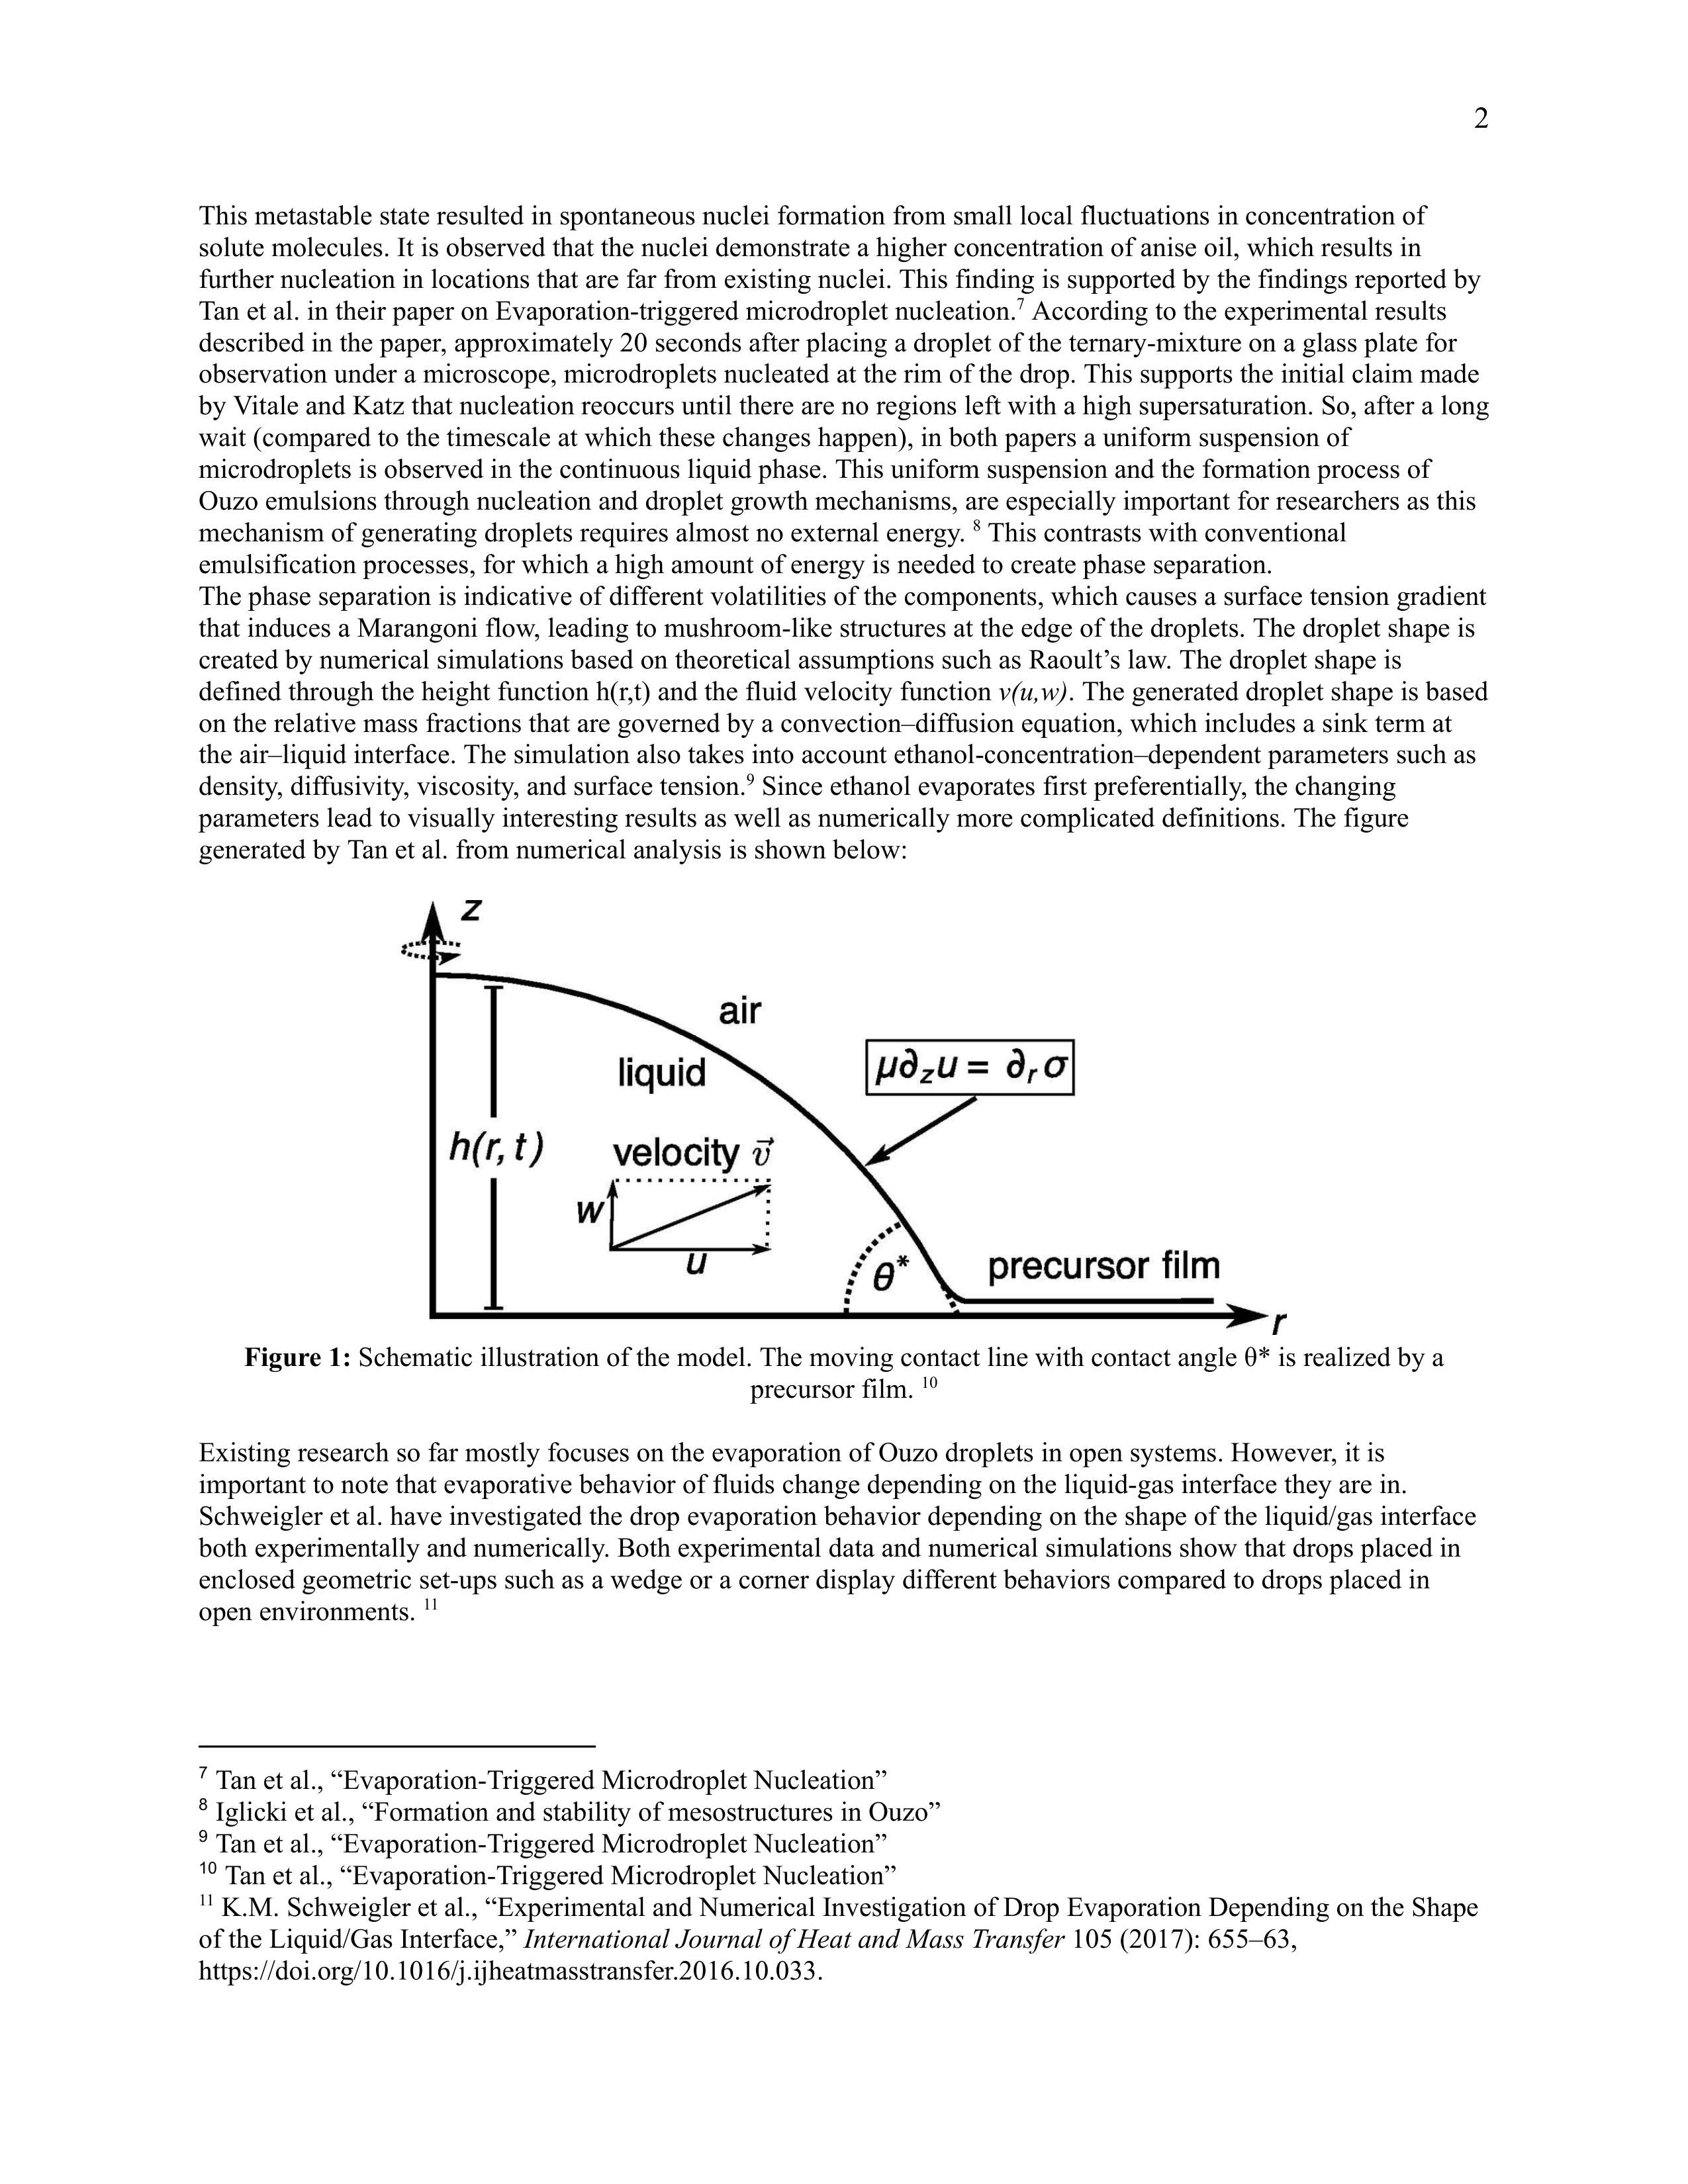 2
This metastable state resulted in spontaneous nuclei formation from small local fluctuations in concentration of
solute molecules. It is observed that the nuclei demonstrate a higher concentration of anise oil, which results in
further nucleation in locations that are far from existing nuclei. This finding is supported by the findings reported by
Tan et al. in their paper on Evaporation-triggered microdroplet nucleation.⁷ According to the experimental results
described in the paper, approximately 20 seconds after placing a droplet of the ternary-mixture on a glass plate for
observation under a microscope, microdroplets nucleated at the rim of the drop. This supports the initial claim made
by Vitale and Katz that nucleation reoccurs until there are no regions left with a high supersaturation. So, after a long
wait (compared to the timescale at which these changes happen), in both papers a uniform suspension of
microdroplets is observed in the continuous liquid phase. This uniform suspension and the formation process of
Ouzo emulsions through nucleation and droplet growth mechanisms, are especially important for researchers as this
mechanism of generating droplets requires almost no external energy. ⁸ This contrasts with conventional
emulsification processes, for which a high amount of energy is needed to create phase separation.
The phase separation is indicative of different volatilities of the components, which causes a surface tension gradient
that induces a Marangoni flow, leading to mushroom-like structures at the edge of the droplets. The droplet shape is
created by numerical simulations based on theoretical assumptions such as Raoult’s law. The droplet shape is
defined through the height function h(r,t) and the fluid velocity function v(u,w). The generated droplet shape is based
on the relative mass fractions that are governed by a convection–diffusion equation, which includes a sink term at
the air–liquid interface. The simulation also takes into account ethanol-concentration–dependent parameters such as
density, diffusivity, viscosity, and surface tension.⁹ Since ethanol evaporates first preferentially, the changing
parameters lead to visually interesting results as well as numerically more complicated definitions. The figure
generated by Tan et al. from numerical analysis is shown below:
z
air
liquid
μ∂zu = ∂rσ
h(r, t)
velocity v⃗
w
u
θ*
precursor film
r
Figure 1: Schematic illustration of the model. The moving contact line with contact angle θ* is realized by a
precursor film. ¹⁰
Existing research so far mostly focuses on the evaporation of Ouzo droplets in open systems. However, it is
important to note that evaporative behavior of fluids change depending on the liquid-gas interface they are in.
Schweigler et al. have investigated the drop evaporation behavior depending on the shape of the liquid/gas interface
both experimentally and numerically. Both experimental data and numerical simulations show that drops placed in
enclosed geometric set-ups such as a wedge or a corner display different behaviors compared to drops placed in
open environments. ¹¹
⁷ Tan et al., “Evaporation-Triggered Microdroplet Nucleation”
⁸ Iglicki et al., “Formation and stability of mesostructures in Ouzo”
⁹ Tan et al., “Evaporation-Triggered Microdroplet Nucleation”
¹⁰ Tan et al., “Evaporation-Triggered Microdroplet Nucleation”
¹¹ K.M. Schweigler et al., “Experimental and Numerical Investigation of Drop Evaporation Depending on the Shape
of the Liquid/Gas Interface,” International Journal of Heat and Mass Transfer 105 (2017): 655–63,
https://doi.org/10.1016/j.ijheatmasstransfer.2016.10.033.